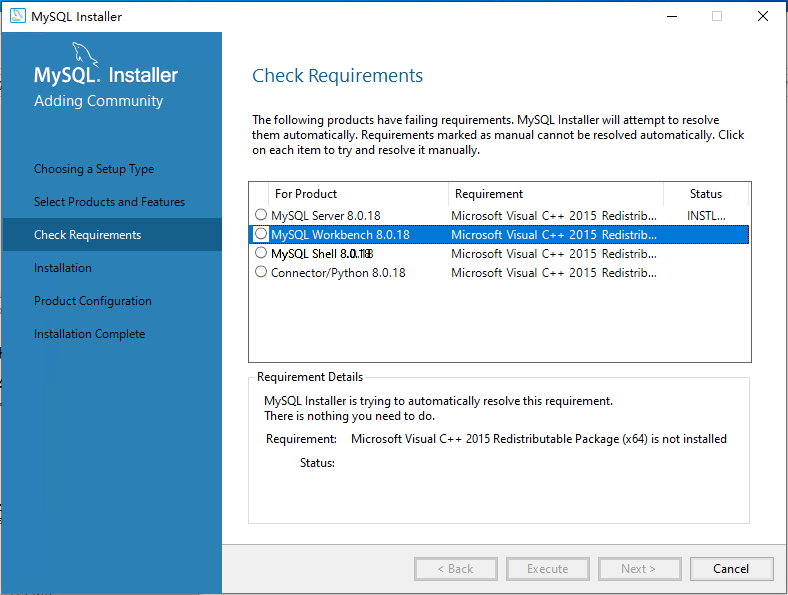 MySQL Installer
MySQL. Installer
Adding Community
Choosing a Setup Type
Select Products and Features
Check Requirements
Installation
Product Configuration
Installation Complete
Check Requirements
The following products have failing requirements. MySQL Installer will attempt to resolve
them automatically. Requirements marked as manual cannot be resolved automatically. Click
on each item to try and resolve it manually.
For Product Requirement Status
MySQL Server 8.0.18 Microsoft Visual C++ 2015 Redistrib... INSTL...
MySQL Workbench 8.0.18 Microsoft Visual C++ 2015 Redistrib...
MySQL Shell 8.0.18 Microsoft Visual C++ 2015 Redistrib...
Connector/Python 8.0.18 Microsoft Visual C++ 2015 Redistrib...
Requirement Details
MySQL Installer is trying to automatically resolve this requirement.
There is nothing you need to do.
Requirement: Microsoft Visual C++ 2015 Redistributable Package (x64) is not installed
Status:
< Back Execute Next > Cancel